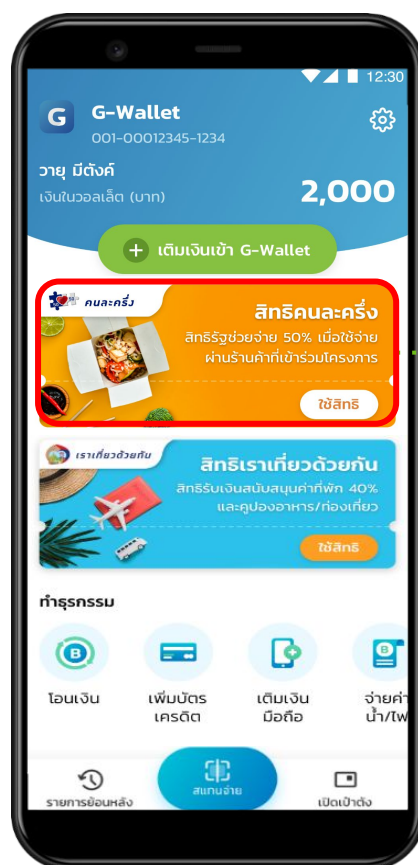 12:30
G
G-Wallet
001-00012345-1234
วายุ มีตังค์
เงินในวอลเล็ต (บาท)
2,000
+ เติมเงินเข้า G-Wallet
คนละครึ่ง
สิทธิคนละครึ่ง
สิทธิรัฐช่วยจ่าย 50% เมื่อใช้จ่าย
ผ่านร้านค้าที่เข้าร่วมโครงการ
ใช้สิทธิ
เราเที่ยวด้วยกัน
สิทธิเราเที่ยวด้วยกัน
สิทธิรับเงินสนับสนุนค่าที่พัก 40%
และคูปองอาหาร/ท่องเที่ยว
ใช้สิทธิ
ทำธุรกรรม
โอนเงิน
เพิ่มบัตร
เครดิต
เติมเงิน
มือถือ
จ่ายค่า
น้ำ/ไฟ
รายการย้อนหลัง
สแกนจ่าย
เปิดเป๋าตัง